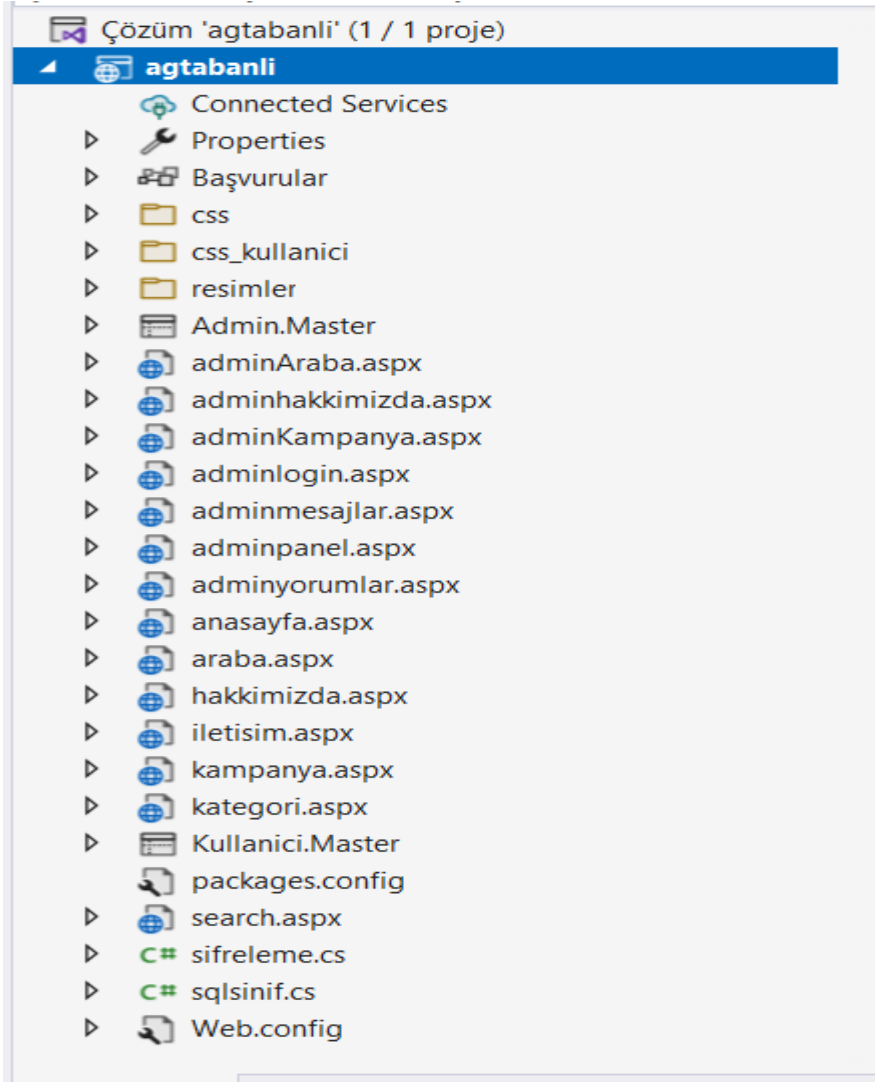 Çözüm 'agtabanli' (1 / 1 proje)
agtabanli
Connected Services
Properties
Başvurular
css
css_kullanici
resimler
Admin.Master
adminAraba.aspx
adminhakkimizda.aspx
adminKampanya.aspx
adminlogin.aspx
adminmesajlar.aspx
adminpanel.aspx
adminyorumlar.aspx
anasayfa.aspx
araba.aspx
hakkimizda.aspx
iletisim.aspx
kampanya.aspx
kategori.aspx
Kullanici.Master
packages.config
search.aspx
C# sifreleme.cs
C# sqlsinif.cs
Web.config